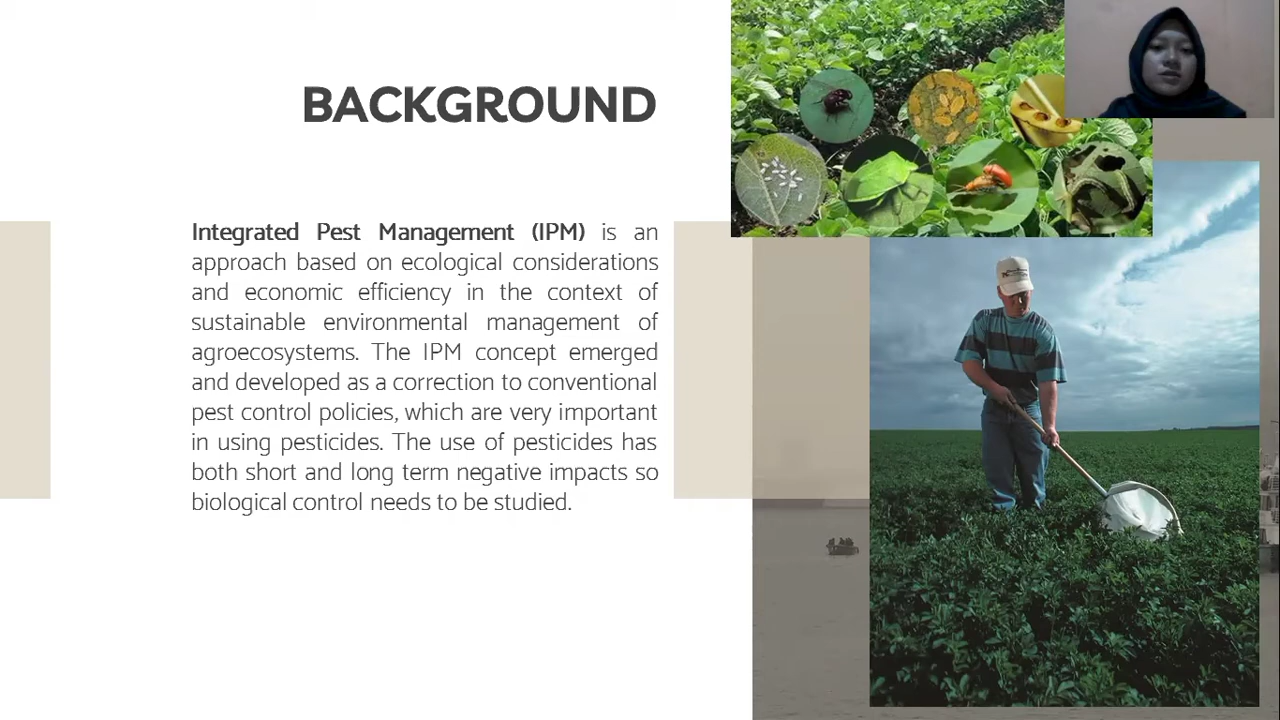 BACKGROUND
Integrated Pest Management (IPM) is an
approach based on ecological considerations
and economic efficiency in the context of
sustainable environmental management of
agroecosystems. The IPM concept emerged
and developed as a correction to conventional
pest control policies, which are very important
in using pesticides. The use of pesticides has
both short and long term negative impacts so
biological control needs to be studied.